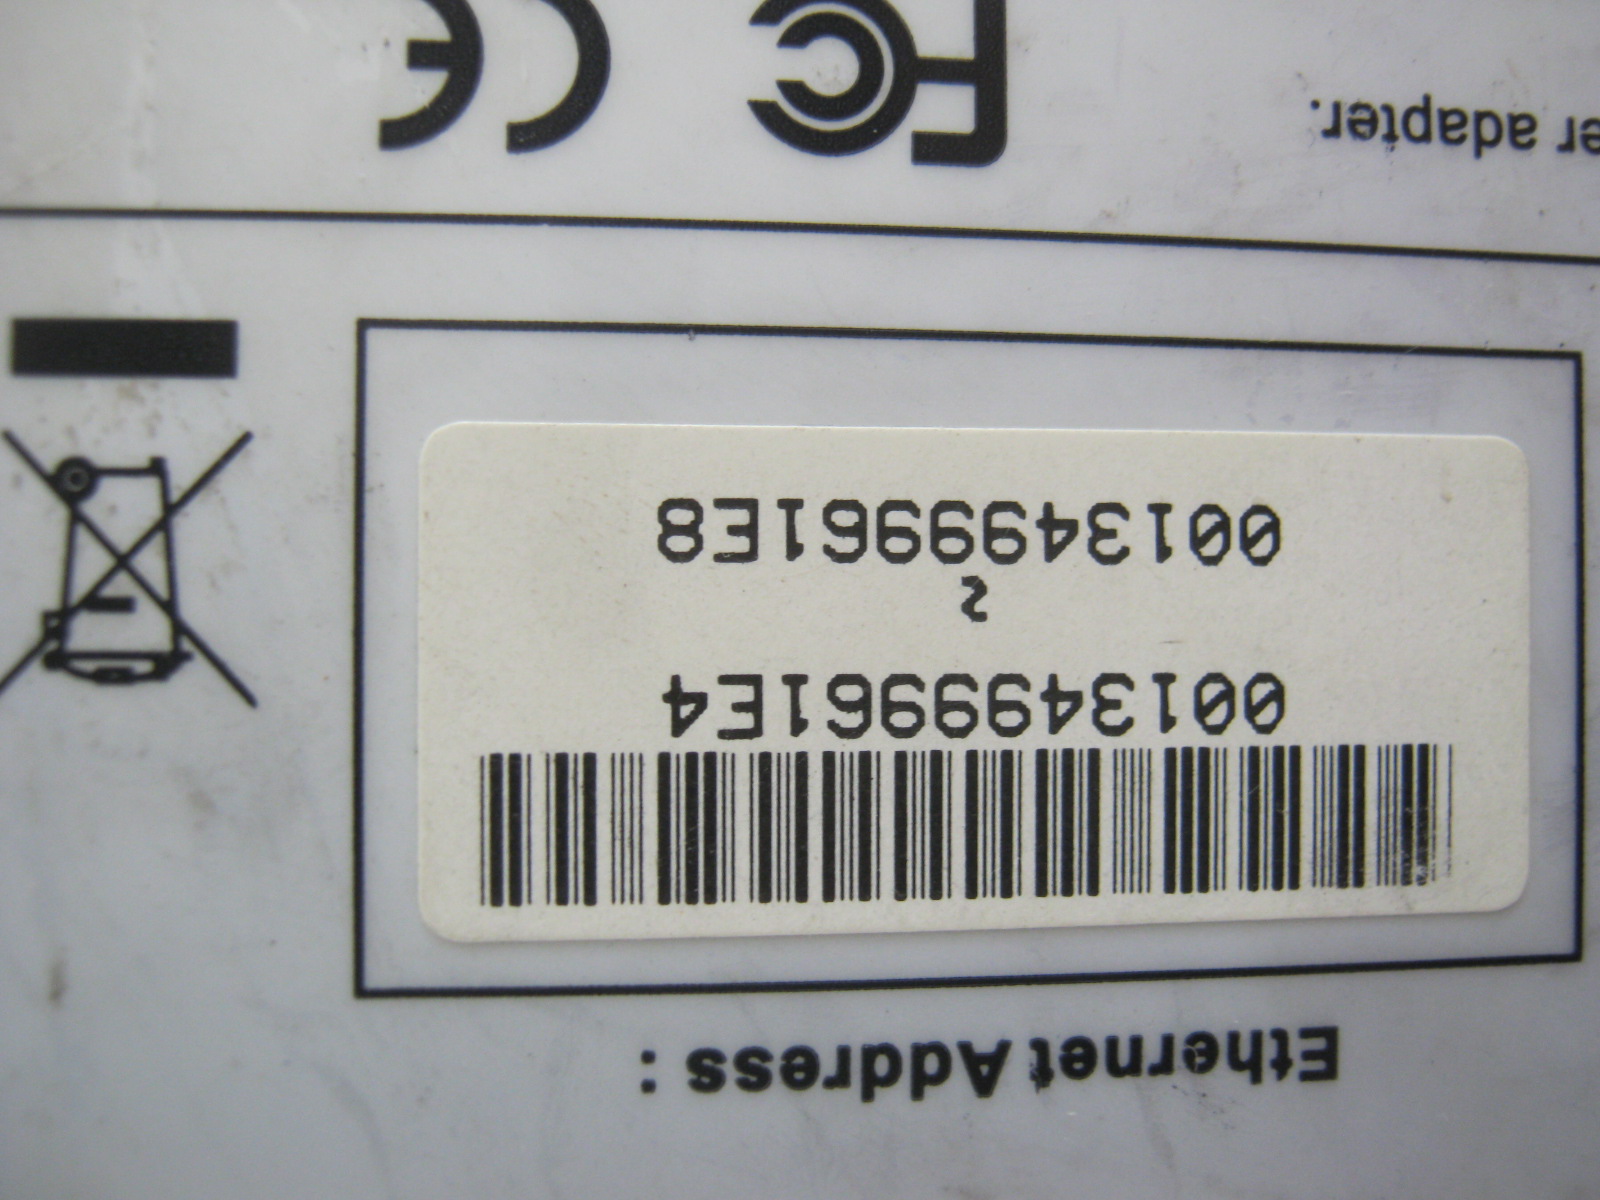 Ethernet Address :
0013499961E4
2
0013499961E8
er adapter.
FC CE